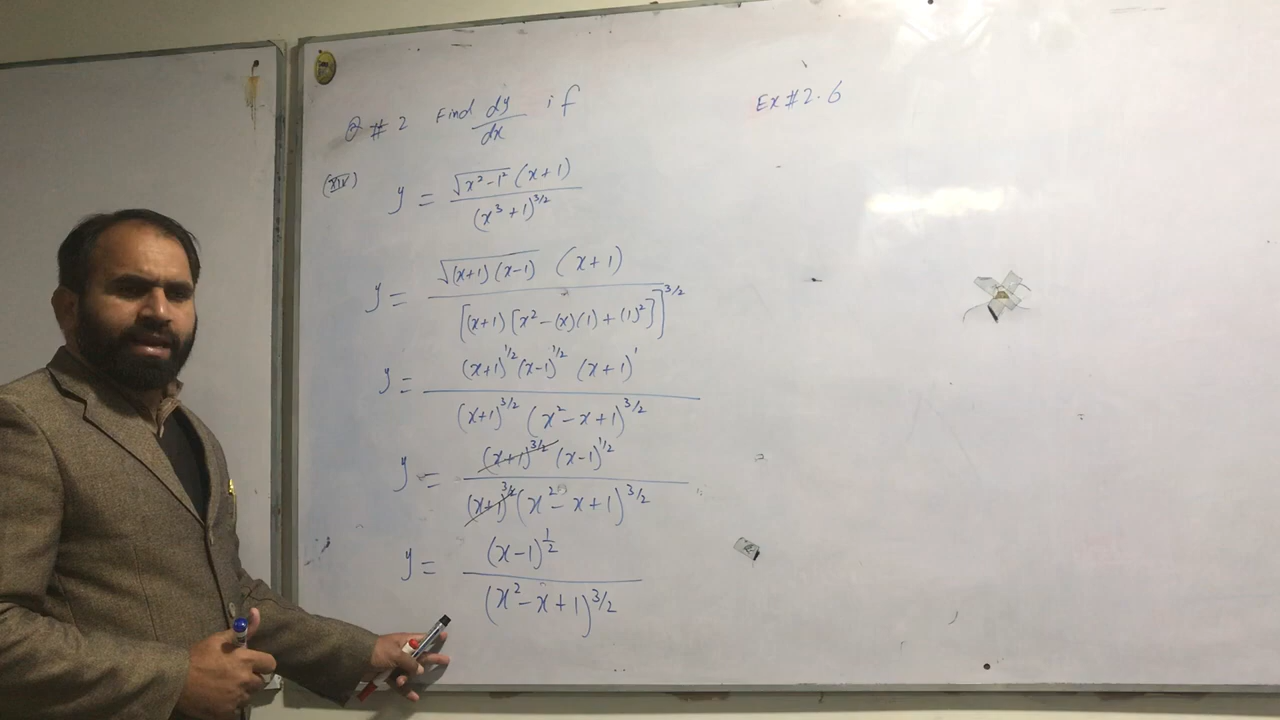 Q # 2 Find dy/dx if
Ex # 2.6
(xiv) y = √(x²-1²) (x+1) / (x³+1)^3/2
y = √((x+1)(x-1)) (x+1) / [(x+1)[x²-(x)(1)+(1)²]]^3/2
y = (x+1)^1/2 (x-1)^1/2 (x+1)^1 / (x+1)^3/2 (x²-x+1)^3/2
y = (x+1)^3/2 (x-1)^1/2 / (x+1)^3/2 (x²-x+1)^3/2
y = (x-1)^1/2 / (x²-x+1)^3/2